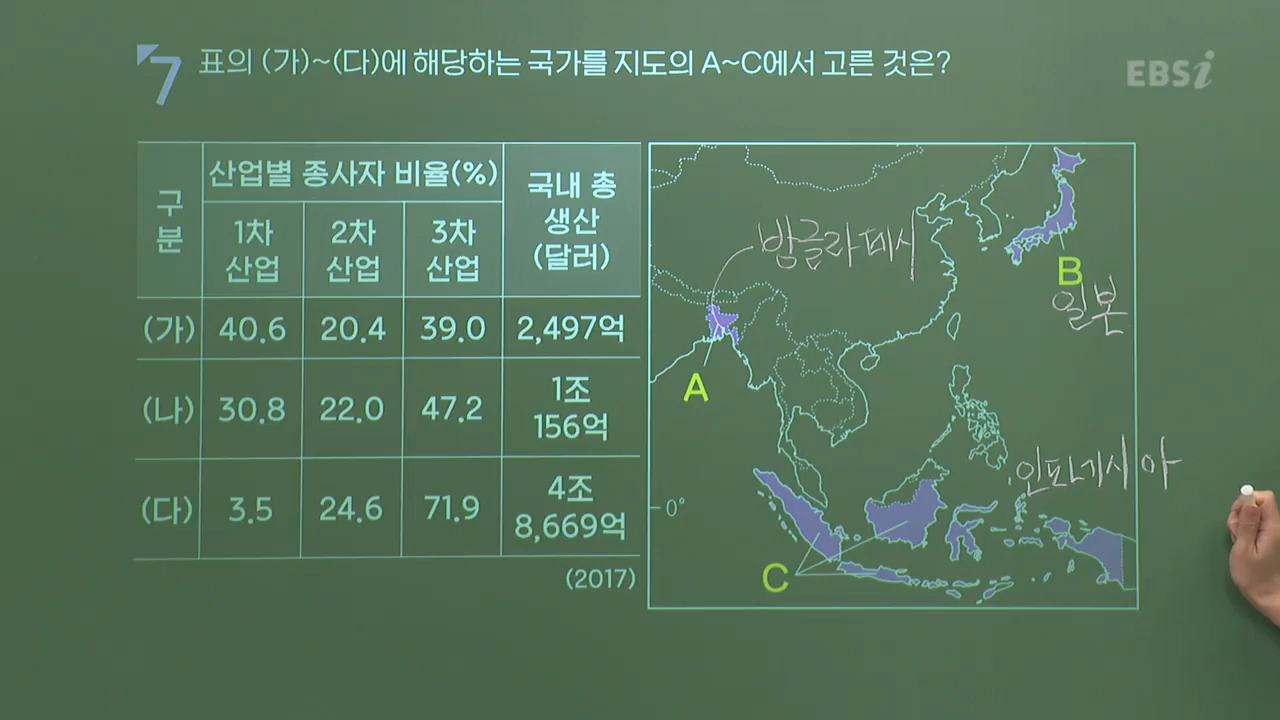 7 표의 (가)~(다)에 해당하는 국가를 지도의 A~C에서 고른 것은?
EBSi
구분
산업별 종사자 비율(%)
국내 총
생산
(달러)
1차
산업
2차
산업
3차
산업
(가) 40.6 20.4 39.0 2,497억
(나) 30.8 22.0 47.2 1조
156억
(다) 3.5 24.6 71.9 4조
8,669억
(2017)
방글라데시
B
일본
A
인도네시아
0°
C